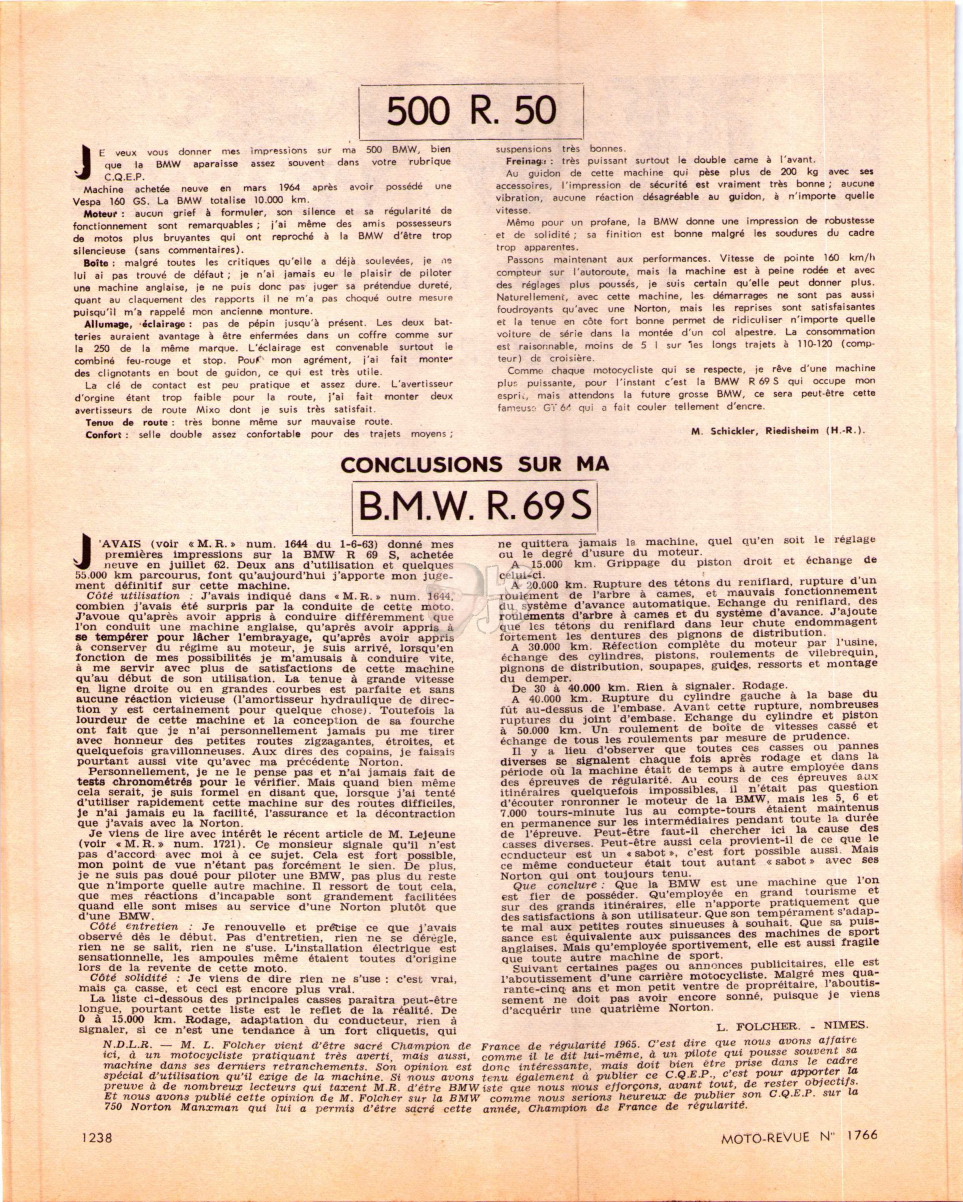 500 R. 50
JE veux vous donner mes impressions sur ma 500 BMW, bien
que la BMW aparaisse assez souvent dans votre rubrique
C.Q.E.P.
Machine achetée neuve en mars 1964 après avoir possédé une
Vespa 160 GS. La BMW totalise 10.000 km.
Moteur : aucun grief à formuler, son silence et sa régularité de
fonctionnement sont remarquables ; j'ai même des amis possesseurs
de motos plus bruyantes qui ont reproché à la BMW d'être trop
silencieuse (sans commentaires).
Boîte : malgré toutes les critiques qu'elle a déjà soulevées, je ne
lui ai pas trouvé de défaut ; je n'ai jamais eu le plaisir de piloter
une machine anglaise, je ne puis donc pas juger sa prétendue dureté,
quant au claquement des rapports il ne m'a pas choqué outre mesure
puisqu'il m'a rappelé mon ancienne monture.
Allumage, éclairage : pas de pépin jusqu'à présent. Les deux bat-
teries auraient avantage à être enfermées dans un coffre comme sur
la 250 de la même marque. L'éclairage est convenable surtout le
combiné feu-rouge et stop. Pour mon agrément, j'ai fait monter
des clignotants en bout de guidon, ce qui est très utile.
La clé de contact est peu pratique et assez dure. L'avertisseur
d'orgine étant trop faible pour la route, j'ai fait monter deux
avertisseurs de route Mixo dont je suis très satisfait.
Tenue de route : très bonne même sur mauvaise route.
Confort : selle double assez confortable pour des trajets moyens ;
suspensions très bonnes.
Freinage : très puissant surtout le double came à l'avant.
Au guidon de cette machine qui pèse plus de 200 kg avec ses
accessoires, l'impression de sécurité est vraiment très bonne ; aucune
vibration, aucune réaction désagréable au guidon, à n'importe quelle
vitesse.
Même pour un profane, la BMW donne une impression de robustesse
et de solidité ; sa finition est bonne malgré les soudures du cadre
trop apparentes.
Passons maintenant aux performances. Vitesse de pointe 160 km/h
compteur sur l'autoroute, mais la machine est à peine rodée et avec
des réglages plus poussés, je suis certain qu'elle peut donner plus.
Naturellement, avec cette machine, les démarrages ne sont pas aussi
foudroyants qu'avec une Norton, mais les reprises sont satisfaisantes
et la tenue en côte fort bonne permet de ridiculiser n'importe quelle
voiture de série dans la montée d'un col alpestre. La consommation
est raisonnable, moins de 5 l sur les longs trajets à 110-120 (comp-
teur) de croisière.
Comme chaque motocycliste qui se respecte, je rêve d'une machine
plus puissante, pour l'instant c'est la BMW R 69 S qui occupe mon
esprit, mais attendons la future grosse BMW, ce sera peut-être cette
fameuse GT 64 qui a fait couler tellement d'encre.
M. Schickler, Riedisheim (H.-R.).
CONCLUSIONS SUR MA
B.M.W. R. 69 S
J'AVAIS (voir « M. R. » num. 1644 du 1-6-63) donné mes
premières impressions sur la BMW R 69 S, achetée
neuve en juillet 62. Deux ans d'utilisation et quelques
55.000 km parcourus, font qu'aujourd'hui j'apporte mon juge-
ment définitif sur cette machine.
Côté utilisation : J'avais indiqué dans « M.R. » num. 1644,
combien j'avais été surpris par la conduite de cette moto.
J'avoue qu'après avoir appris à conduire différemment que
l'on conduit une machine anglaise, qu'après avoir appris à
se tempérer pour lâcher l'embrayage, qu'après avoir appris
à conserver du régime au moteur, je suis arrivé, lorsqu'en
fonction de mes possibilités je m'amusais à conduire vite,
à me servir avec plus de satisfactions de cette machine
qu'au début de son utilisation. La tenue à grande vitesse
en ligne droite ou en grandes courbes est parfaite et sans
aucune réaction vicieuse (l'amortisseur hydraulique de direc-
tion y est certainement pour quelque chose). Toutefois la
lourdeur de cette machine et la conception de sa fourche
ont fait que je n'ai personnellement jamais pu me tirer
avec honneur des petites routes zigzagantes, étroites, et
quelquefois gravillonneuses. Aux dires des copains, je faisais
pourtant aussi vite qu'avec ma précédente Norton.
Personnellement, je ne le pense pas et n'ai jamais fait de
tests chronométrés pour le vérifier. Mais quand bien même
cela serait, je suis formel en disant que, lorsque j'ai tenté
d'utiliser rapidement cette machine sur des routes difficiles,
je n'ai jamais eu la facilité, l'assurance et la décontraction
que j'avais avec la Norton.
Je viens de lire avec intérêt le récent article de M. Lejeune
(voir « M. R. » num. 1721). Ce monsieur signale qu'il n'est
pas d'accord avec moi à ce sujet. Cela est fort possible,
mon point de vue n'étant pas forcément le sien. De plus,
je ne suis pas doué pour piloter une BMW, pas plus du reste
que n'importe quelle autre machine. Il ressort de tout cela,
que mes réactions d'incapable sont grandement facilitées
quand elle sont mises au service d'une Norton plutôt que
d'une BMW.
Côté entretien : Je renouvelle et précise ce que j'avais
observé dès le début. Pas d'entretien, rien ne se dérègle,
rien ne se salit, rien ne s'use. L'installation électrique est
sensationnelle, les ampoules même étaient toutes d'origine
lors de la revente de cette moto.
Côté solidité : Je viens de dire rien ne s'use : c'est vrai,
mais ça casse, et ceci est encore plus vrai.
La liste ci-dessous des principales casses paraîtra peut-être
longue, pourtant cette liste est le reflet de la réalité. De
0 à 15.000 km. Rodage, adaptation du conducteur, rien à
signaler, si ce n'est une tendance à un fort cliquetis, qui
ne quittera jamais la machine, quel qu'en soit le réglage
ou le degré d'usure du moteur.
A 15.000 km. Grippage du piston droit et échange de
celui-ci.
A 20.000 km. Rupture des tétons du reniflard, rupture d'un
roulement de l'arbre à cames, et mauvais fonctionnement
du système d'avance automatique. Echange du reniflard, des
roulements d'arbre à cames et du système d'avance. J'ajoute
que les tétons du reniflard dans leur chute endommagent
fortement les dentures des pignons de distribution.
A 30.000 km. Réfection complète du moteur par l'usine,
échange des cylindres, pistons, roulements de vilebrequin,
pignons de distribution, soupapes, guides, ressorts et montage
du demper.
De 30 à 40.000 km. Rien à signaler. Rodage.
A 40.000 km. Rupture du cylindre gauche à la base du
fût au-dessus de l'embase. Avant cette rupture, nombreuses
ruptures du joint d'embase. Echange du cylindre et piston
à 50.000 km. Un roulement de boîte de vitesses cassé et
échange de tous les roulements par mesure de prudence.
Il y a lieu d'observer que toutes ces casses ou pannes
diverses se signalent chaque fois après rodage et dans la
période où la machine était de temps à autre employée dans
des épreuves de régularité. Au cours de ces épreuves aux
itinéraires quelquefois impossibles, il n'était pas question
d'écouter ronronner le moteur de la BMW, mais les 5, 6 et
7.000 tours-minute lus au compte-tours étaient maintenus
en permanence sur les intermédiaires pendant toute la durée
de l'épreuve. Peut-être faut-il chercher ici la cause des
casses diverses. Peut-être aussi cela provient-il de ce que le
conducteur est un « sabot », c'est fort possible aussi. Mais
ce même conducteur était tout autant « sabot » avec ses
Norton qui ont toujours tenu.
Que conclure : Que la BMW est une machine que l'on
est fier de posséder. Qu'employée en grand tourisme et
sur des grands itinéraires, elle n'apporte pratiquement que
des satisfactions à son utilisateur. Que son tempérament s'adap-
te mal aux petites routes sinueuses à souhait. Que sa puis-
sance est équivalente aux puissances des machines de sport
anglaises. Mais qu'employée sportivement, elle est aussi fragile
que toute autre machine de sport.
Suivant certaines pages ou annonces publicitaires, elle est
l'aboutissement d'une carrière motocycliste. Malgré mes qua-
rante-cinq ans et mon petit ventre de propréitaire, l'aboutis-
sement ne doit pas avoir encore sonné, puisque je viens
d'acquérir une quatrième Norton.
L. FOLCHER. - NIMES.
N.D.L.R. — M. L. Folcher vient d'être sacré Champion de France de régularité 1965. C'est dire que nous avons affaire
ici, à un motocycliste pratiquant très averti, mais aussi, comme il le dit lui-même, à un pilote qui pousse souvent sa
machine dans ses derniers retranchements. Son opinion est donc intéressante, mais doit bien être prise dans le cadre
spécial d'utilisation qu'il exige de la machine. Si nous avons tenu également à publier ce C.Q.E.P., c'est pour apporter la
preuve à de nombreux lecteurs qui taxent M.R. d'être BMWiste que nous nous efforçons, avant tout, de rester objectifs.
Et nous avons publié cette opinion de M. Folcher sur la BMW comme nous serions heureux de publier son C.Q.E.P. sur la
750 Norton Manxman qui lui a permis d'être sacré cette année, Champion de France de régularité.
1238
MOTO-REVUE N° 1766